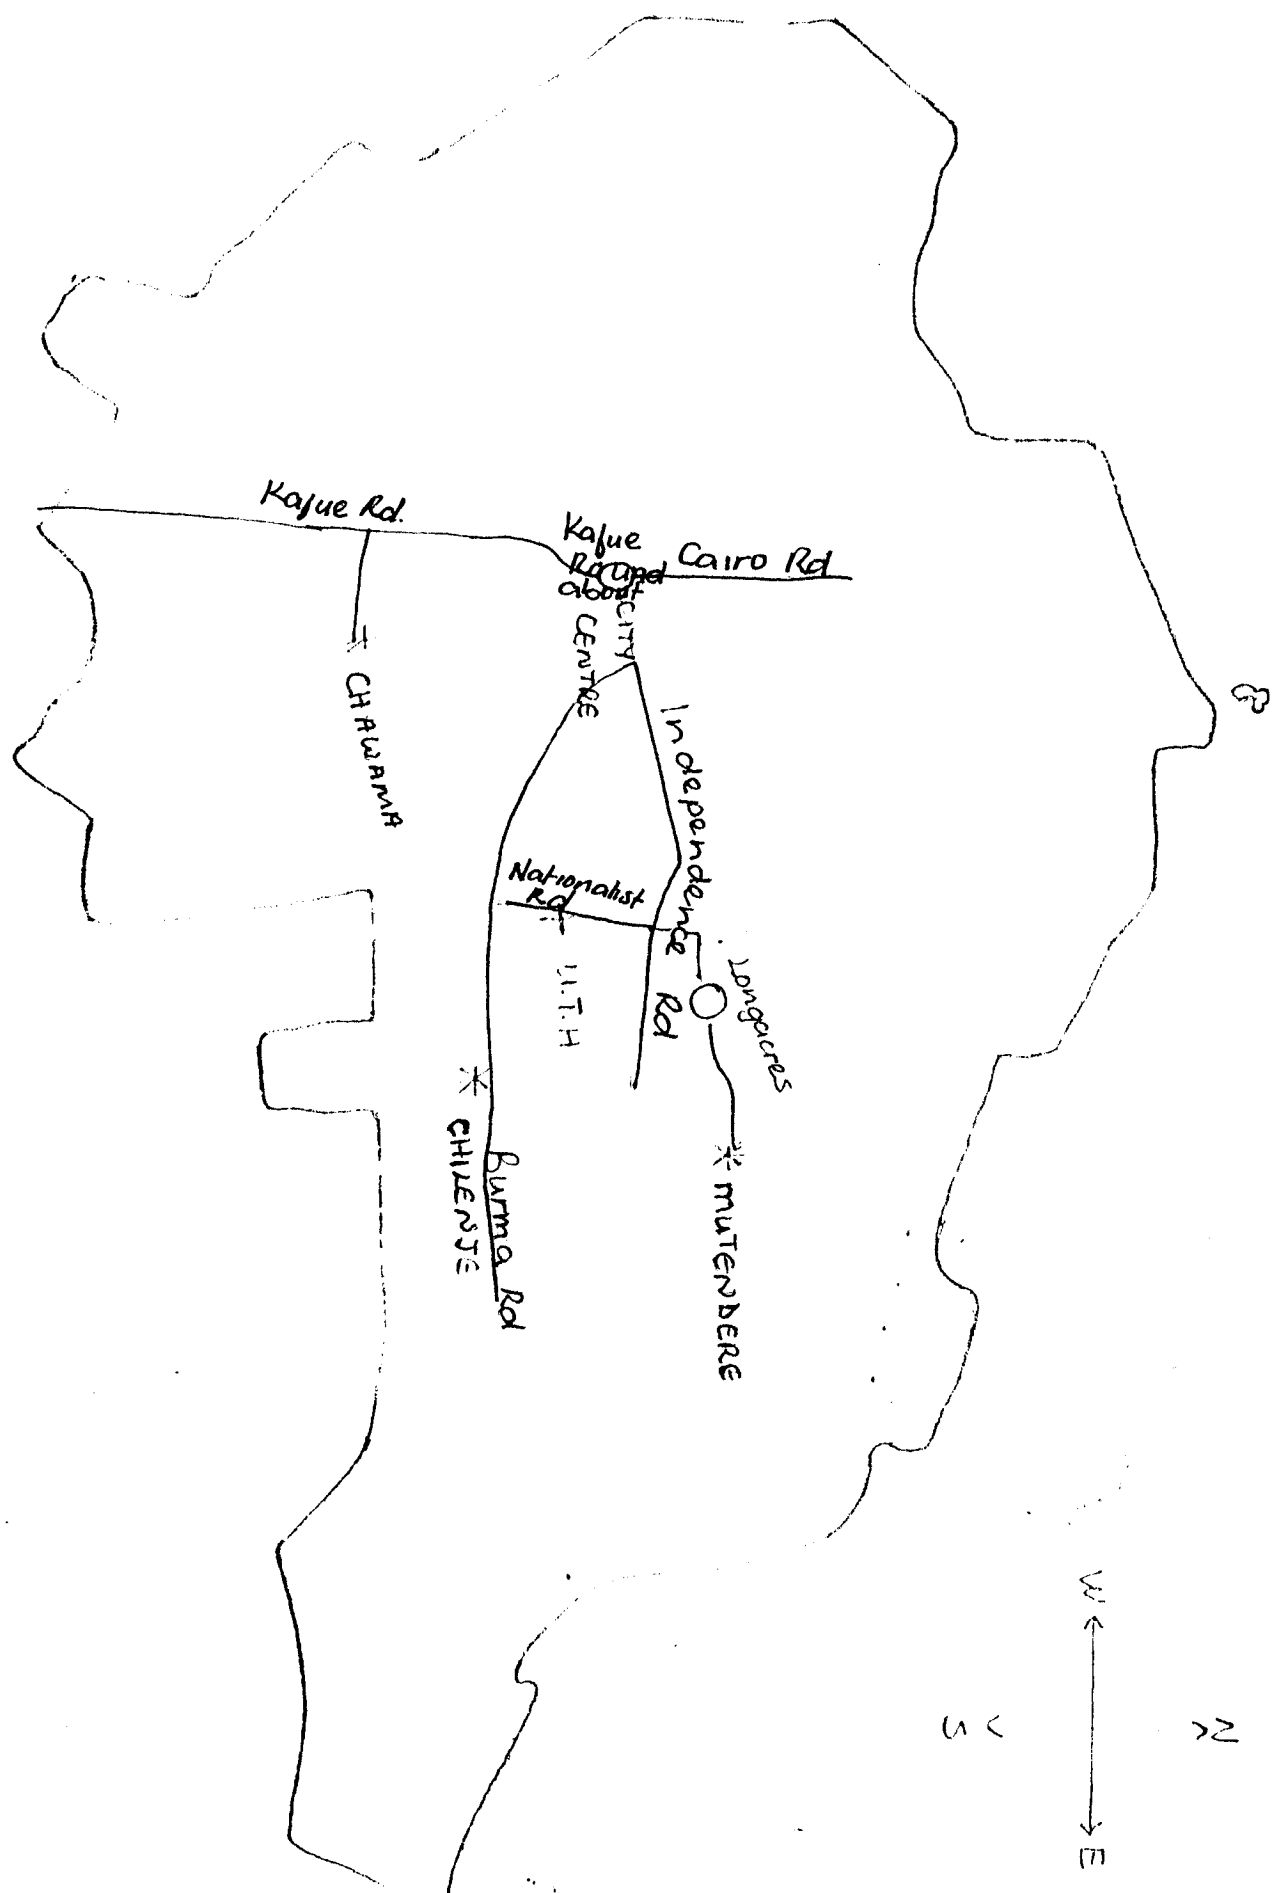 Kafue Rd.
Kafue
Round
about
Cairo Rd
CITY
CENTRE
CHAWAMA
Independence Rd
Nationalist
Rd
U.T.H
Longacres
CHILENJE
Burma Rd
MUTENDERE
W
N
S
E